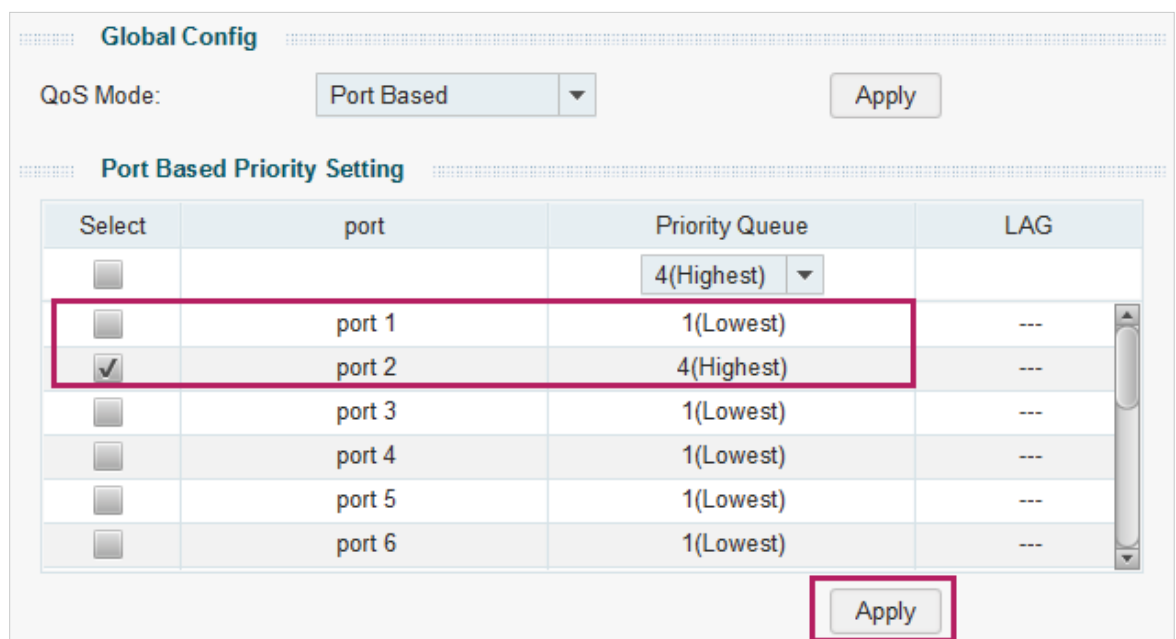 Global Config
QoS Mode: Port Based Apply
Port Based Priority Setting
Select port Priority Queue LAG
4(Highest)
port 1 1(Lowest) ---
port 2 4(Highest) ---
port 3 1(Lowest) ---
port 4 1(Lowest) ---
port 5 1(Lowest) ---
port 6 1(Lowest) ---
Apply